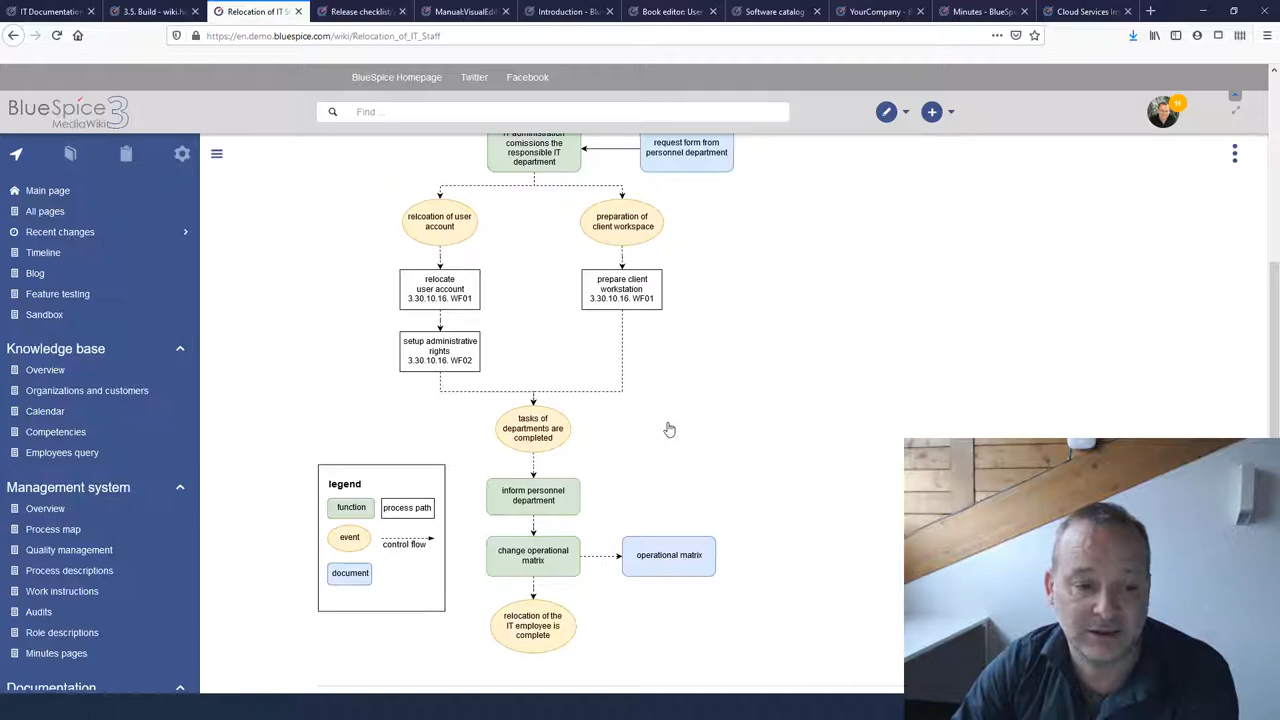 IT Documentation
3.5. Build - wiki.h
Relocation of IT S
Release checklist/
Manual:VisualEdi
Introduction - Blu
Book editor: User
Software catalog
YourCompany -
Minutes - BlueSpic
Cloud Services In
https://en.demo.bluespice.com/wiki/Relocation_of_IT_Staff
BlueSpice Homepage
Twitter
Facebook
BlueSpice 3
MediaWiki
Find ...
11
Main page
All pages
Recent changes
Timeline
Blog
Feature testing
Sandbox
Knowledge base
Overview
Organizations and customers
Calendar
Competencies
Employees query
Management system
Overview
Process map
Quality management
Process descriptions
Work instructions
Audits
Role descriptions
Minutes pages
Documentation
IT administration
comissions the
responsible IT
department
request form from
personnel department
relcoation of user
account
preparation of
client workspace
relocate
user account
3.30.10.16. WF01
prepare client
workstation
3.30.10.16. WF01
setup administrative
rights
3.30.10.16. WF02
tasks of
departments are
completed
legend
function
process path
event
control flow
document
inform personnel
department
change operational
matrix
operational matrix
relocation of the
IT employee is
complete